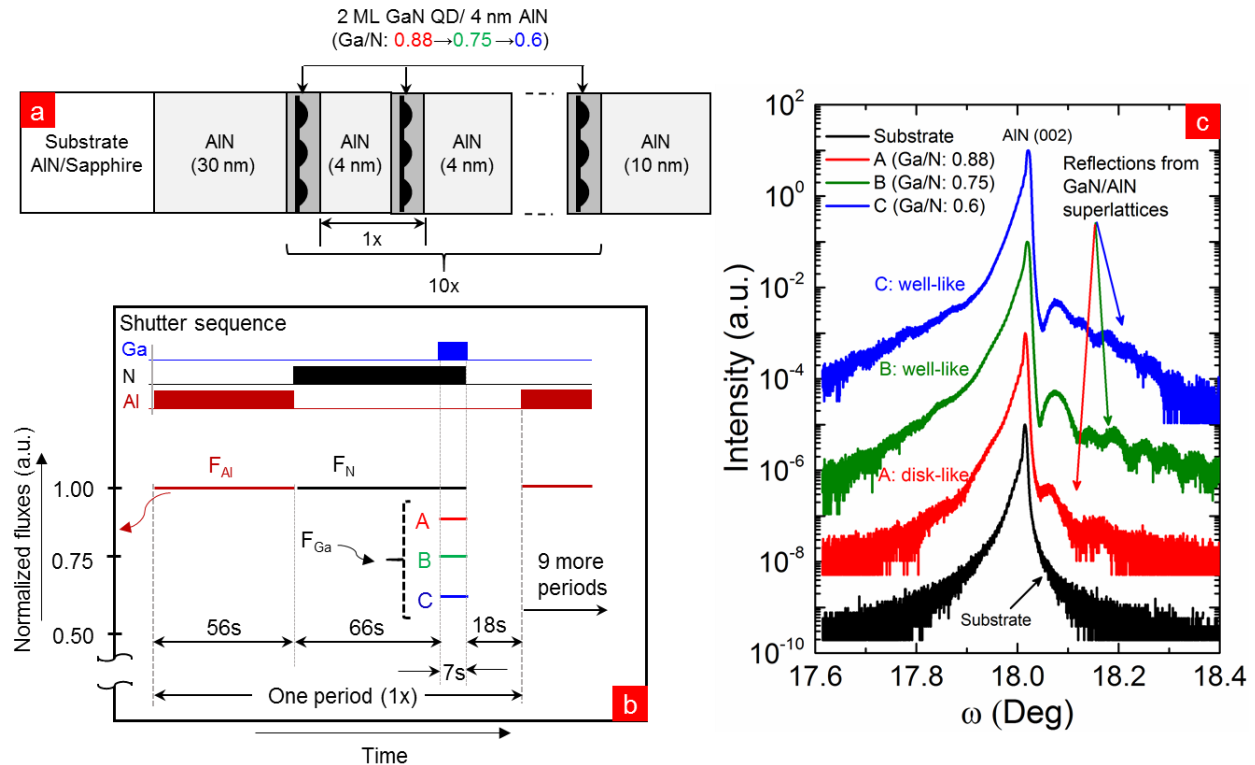 2 ML GaN QD/ 4 nm AlN
(Ga/N: 0.88→0.75→0.6)
a
Substrate
AlN/Sapphire
AlN
(30 nm)
AlN
(4 nm)
AlN
(4 nm)
AlN
(10 nm)
1x
10x
Shutter sequence
Ga
N
Al
Normalized fluxes (a.u.)
1.00
0.75
0.50
F_Al
F_N
F_Ga
A
B
C
9 more
periods
56s
66s
18s
7s
One period (1x)
b
Time
c
Substrate
A (Ga/N: 0.88)
B (Ga/N: 0.75)
C (Ga/N: 0.6)
AlN (002)
Reflections from
GaN/AlN
superlattices
C: well-like
B: well-like
A: disk-like
Substrate
Intensity (a.u.)
10^2
10^0
10^-2
10^-4
10^-6
10^-8
10^-10
17.6
17.8
18.0
18.2
18.4
ω (Deg)